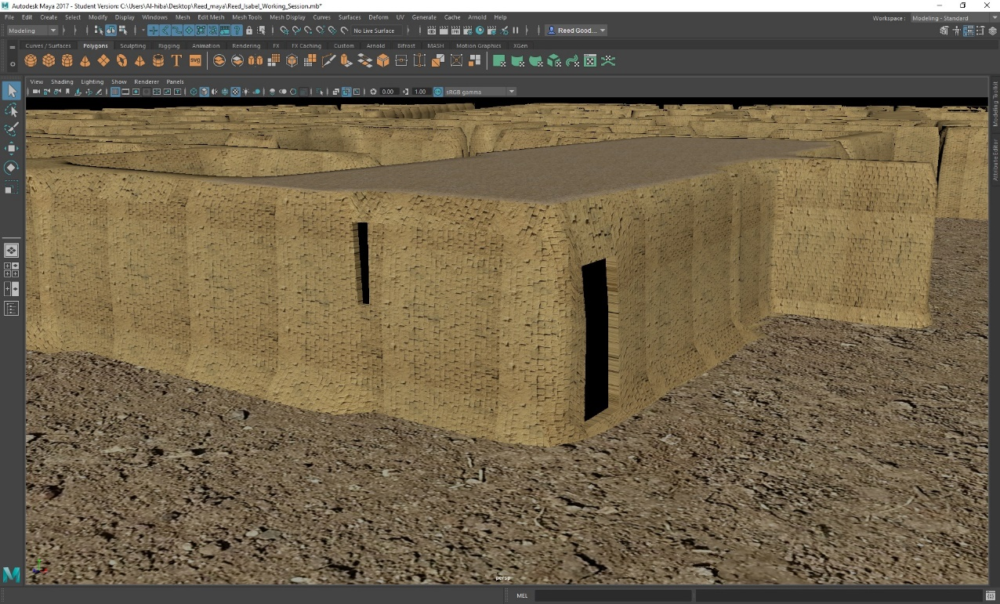 Autodesk Maya 2017 - Student Version: C:\Users\Al-hiba\Desktop\Reed_maya\Reed_Isabel_Working_Session.mb*
File Edit Create Select Modify Display Windows Mesh Edit Mesh Mesh Tools Mesh Display Curves Surfaces Deform UV Generate Cache Arnold Help Workspace : Modeling - Standard
Modeling No Live Surface Reed Good...
Curves / Surfaces Polygons Sculpting Rigging Animation Rendering FX FX Caching Custom Arnold Bifrost MASH Motion Graphics XGen
T SVG
View Shading Lighting Show Renderer Panels
0.00 1.00 sRGB gamma
Modeling Toolkit
Attribute Editor
persp
MEL